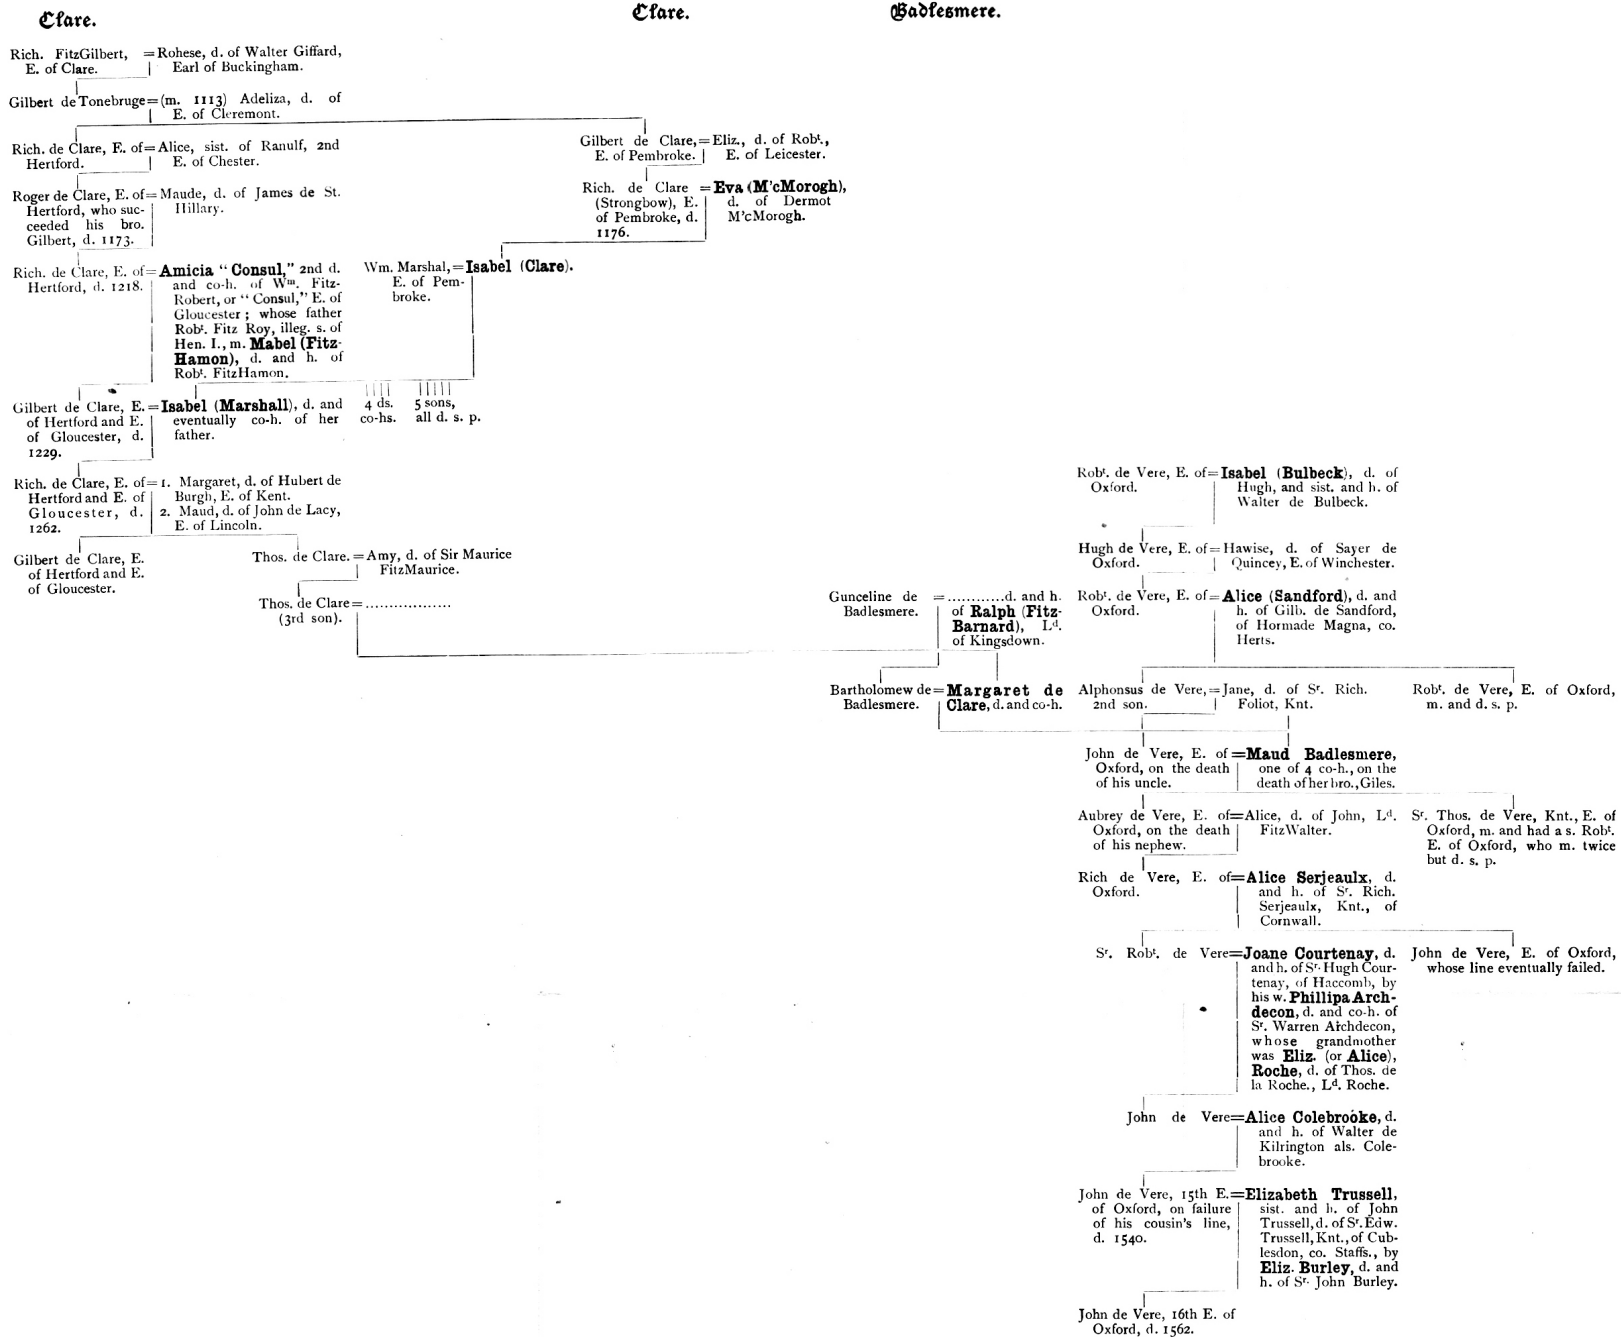 Clare.
Clare.
Badlesmere.
Rich. FitzGilbert, = Rohese, d. of Walter Giffard,
E. of Clare. Earl of Buckingham.
Gilbert de Tonebruge = (m. 1113) Adeliza, d. of
E. of Cleremont.
Rich. de Clare, E. of = Alice, sist. of Ranulf, 2nd
Hertford. E. of Chester.
Gilbert de Clare, = Eliz., d. of Robt.,
E. of Pembroke. E. of Leicester.
Roger de Clare, E. of = Maude, d. of James de St.
Hertford, who suc- Hillary.
ceeded his bro.
Gilbert, d. 1173.
Rich. de Clare = Eva (M'cMorogh),
(Strongbow), E. d. of Dermot
of Pembroke, d. M'cMorogh.
1176.
Rich. de Clare, E. of = Amicia "Consul," 2nd d.
Hertford, d. 1218. and co-h. of Wm. Fitz-
Robert, or "Consul," E. of
Gloucester; whose father
Robt. Fitz Roy, illeg. s. of
Hen. I., m. Mabel (Fitz-
Hamon), d. and h. of
Robt. FitzHamon.
Wm. Marshal, = Isabel (Clare).
E. of Pem-
broke.
Gilbert de Clare, E. = Isabel (Marshall), d. and
of Hertford and E. eventually co-h. of her
of Gloucester, d. father.
1229.
4 ds.
co-hs.
5 sons,
all d. s. p.
Rich. de Clare, E. of = 1. Margaret, d. of Hubert de
Hertford and E. of Burgh, E. of Kent.
Gloucester, d. 2. Maud, d. of John de Lacy,
1262. E. of Lincoln.
Gilbert de Clare, E.
of Hertford and E.
of Gloucester.
Thos. de Clare. = Amy, d. of Sir Maurice
FitzMaurice.
Thos. de Clare = ..................
(3rd son).
Robt. de Vere, E. of = Isabel (Bulbeck), d. of
Oxford. Hugh, and sist. and h. of
Walter de Bulbeck.
Hugh de Vere, E. of = Hawise, d. of Sayer de
Oxford. Quincey, E. of Winchester.
Gunceline de = ............d. and h.
Badlesmere. of Ralph (Fitz-
Barnard), Ld.
of Kingsdown.
Robt. de Vere, E. of = Alice (Sandford), d. and
Oxford. h. of Gilb. de Sandford,
of Hormade Magna, co.
Herts.
Bartholomew de = Margaret de
Badlesmere. Clare, d. and co-h.
Alphonsus de Vere, = Jane, d. of Sr. Rich.
2nd son. Foliot, Knt.
Robt. de Vere, E. of Oxford,
m. and d. s. p.
John de Vere, E. of = Maud Badlesmere,
Oxford, on the death one of 4 co-h., on the
of his uncle. death of her bro., Giles.
Aubrey de Vere, E. of = Alice, d. of John, Ld.
Oxford, on the death FitzWalter.
of his nephew.
Sr. Thos. de Vere, Knt., E. of
Oxford, m. and had a s. Robt.
E. of Oxford, who m. twice
but d. s. p.
Rich de Vere, E. of = Alice Serjeaulx, d.
Oxford. and h. of Sr. Rich.
Serjeaulx, Knt., of
Cornwall.
Sr. Robt. de Vere = Joane Courtenay, d.
and h. of Sr. Hugh Cour-
tenay, of Haccomb, by
his w. Phillipa Arch-
decon, d. and co-h. of
Sr. Warren Archdecon,
whose grandmother
was Eliz. (or Alice),
Roche, d. of Thos. de
la Roche., Ld. Roche.
John de Vere, E. of Oxford,
whose line eventually failed.
John de Vere = Alice Colebrooke, d.
and h. of Walter de
Kilrington als. Cole-
brooke.
John de Vere, 15th E. = Elizabeth Trussell,
of Oxford, on failure sist. and h. of John
of his cousin's line, Trussell, d. of Sr. Edw.
d. 1540. Trussell, Knt., of Cub-
lesdon, co. Staffs., by
Eliz. Burley, d. and
h. of Sr. John Burley.
John de Vere, 16th E. of
Oxford, d. 1562.